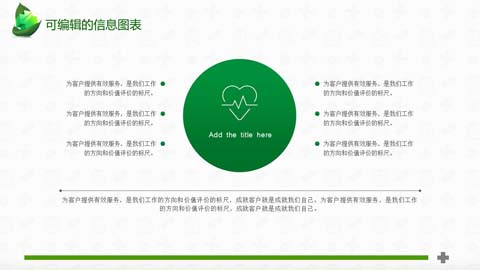 可编辑的信息图表
为客户提供有效服务，是我们工作
的方向和价值评价的标尺。
为客户提供有效服务，是我们工作
的方向和价值评价的标尺。
为客户提供有效服务，是我们工作
的方向和价值评价的标尺。
Add the title here
为客户提供有效服务，是我们工作
的方向和价值评价的标尺。
为客户提供有效服务，是我们工作
的方向和价值评价的标尺。
为客户提供有效服务，是我们工作
的方向和价值评价的标尺。
为客户提供有效服务，是我们工作的方向和价值评价的标尺，成就客户就是成就我们自己。为客户提供有效服务，是我们工作
的方向和价值评价的标尺，成就客户就是成就我们自己。